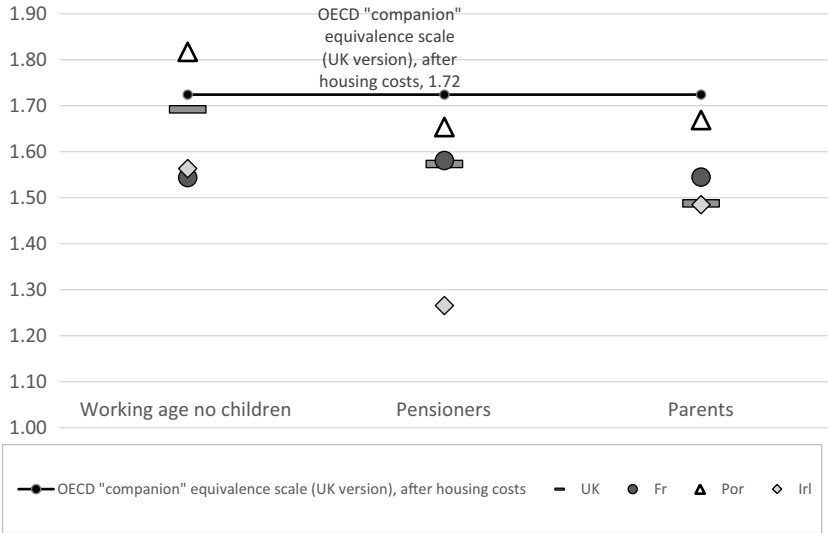 1.90
OECD "companion"
equivalence scale
(UK version), after
housing costs, 1.72
1.80
1.70
1.60
1.50
1.40
1.30
1.20
1.10
1.00
Working age no children Pensioners Parents
OECD "companion" equivalence scale (UK version), after housing costs UK Fr Por Irl